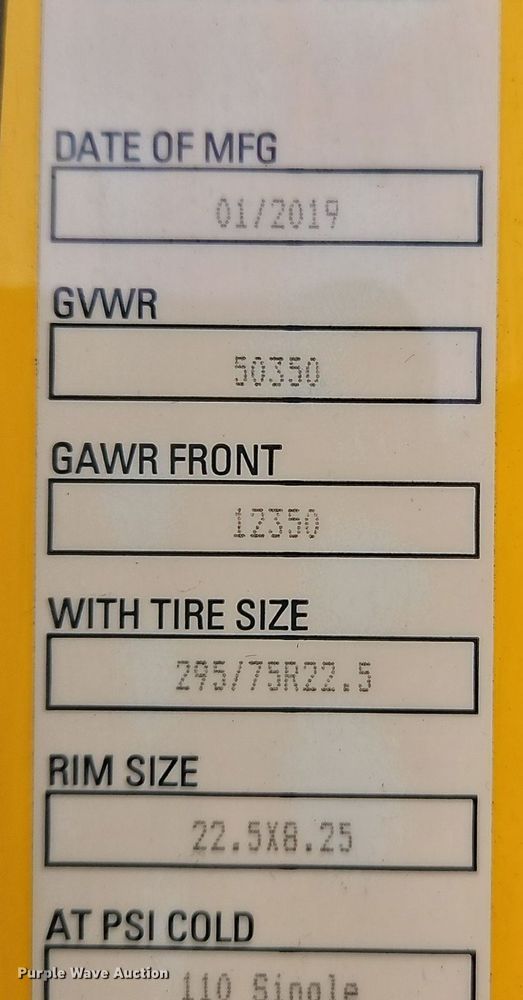 DATE OF MFG
01/2019
GVWR
50350
GAWR FRONT
12350
WITH TIRE SIZE
295/75R22.5
RIM SIZE
22.5X8.25
AT PSI COLD
110 Single
Purple Wave Auction